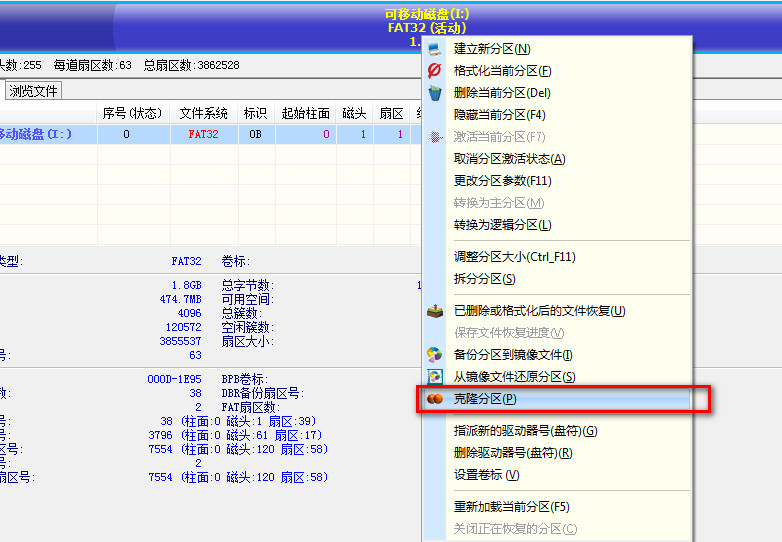 可移动磁盘(I:)
FAT32 (活动)
1.
头数:255 每道扇区数:63 总扇区数:3862528
浏览文件
序号(状态) 文件系统 标识 起始柱面 磁头 扇区
移动磁盘(I:) 0 FAT32 0B 0 1 1
类型: FAT32 卷标:
1.8GB 总字节数: 1
474.7MB 可用空间:
4096 总簇数:
120572 空闲簇数:
3855537 扇区大小:
号: 63
000D-1E95 BPB卷标:
数: 38 DBR备份扇区号:
2 FAT扇区数:
号: 38 (柱面:0 磁头:1 扇区:39)
号: 3796 (柱面:0 磁头:61 扇区:17)
区号: 7554 (柱面:0 磁头:120 扇区:58)
号: 2
扇区号: 7554 (柱面:0 磁头:120 扇区:58)
建立新分区(N)
格式化当前分区(F)
删除当前分区(Del)
隐藏当前分区(F4)
激活当前分区(F7)
取消分区激活状态(A)
更改分区参数(F11)
转换为主分区(M)
转换为逻辑分区(L)
调整分区大小(Ctrl_F11)
拆分分区(S)
已删除或格式化后的文件恢复(U)
保存文件恢复进度(V)
备份分区到镜像文件(I)
从镜像文件还原分区(S)
克隆分区(P)
指派新的驱动器号(盘符)(G)
删除驱动器号(盘符)(R)
设置卷标 (V)
重新加载当前分区(F5)
关闭正在恢复的分区(C)